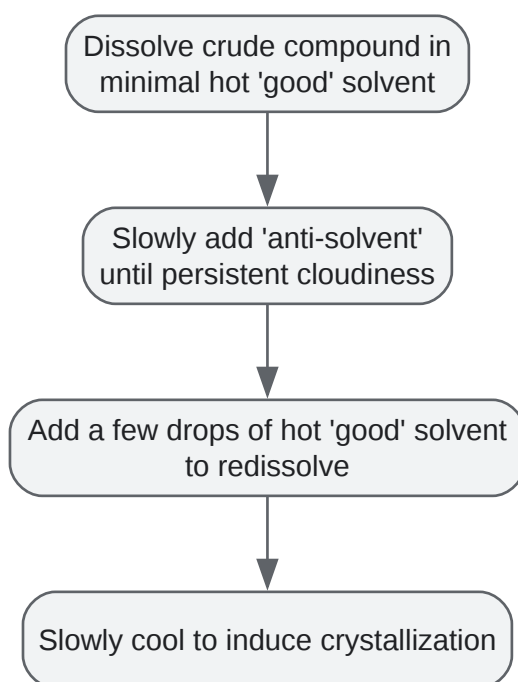 Dissolve crude compound in
minimal hot 'good' solvent
Slowly add 'anti-solvent'
until persistent cloudiness
Add a few drops of hot 'good' solvent
to redissolve
Slowly cool to induce crystallization